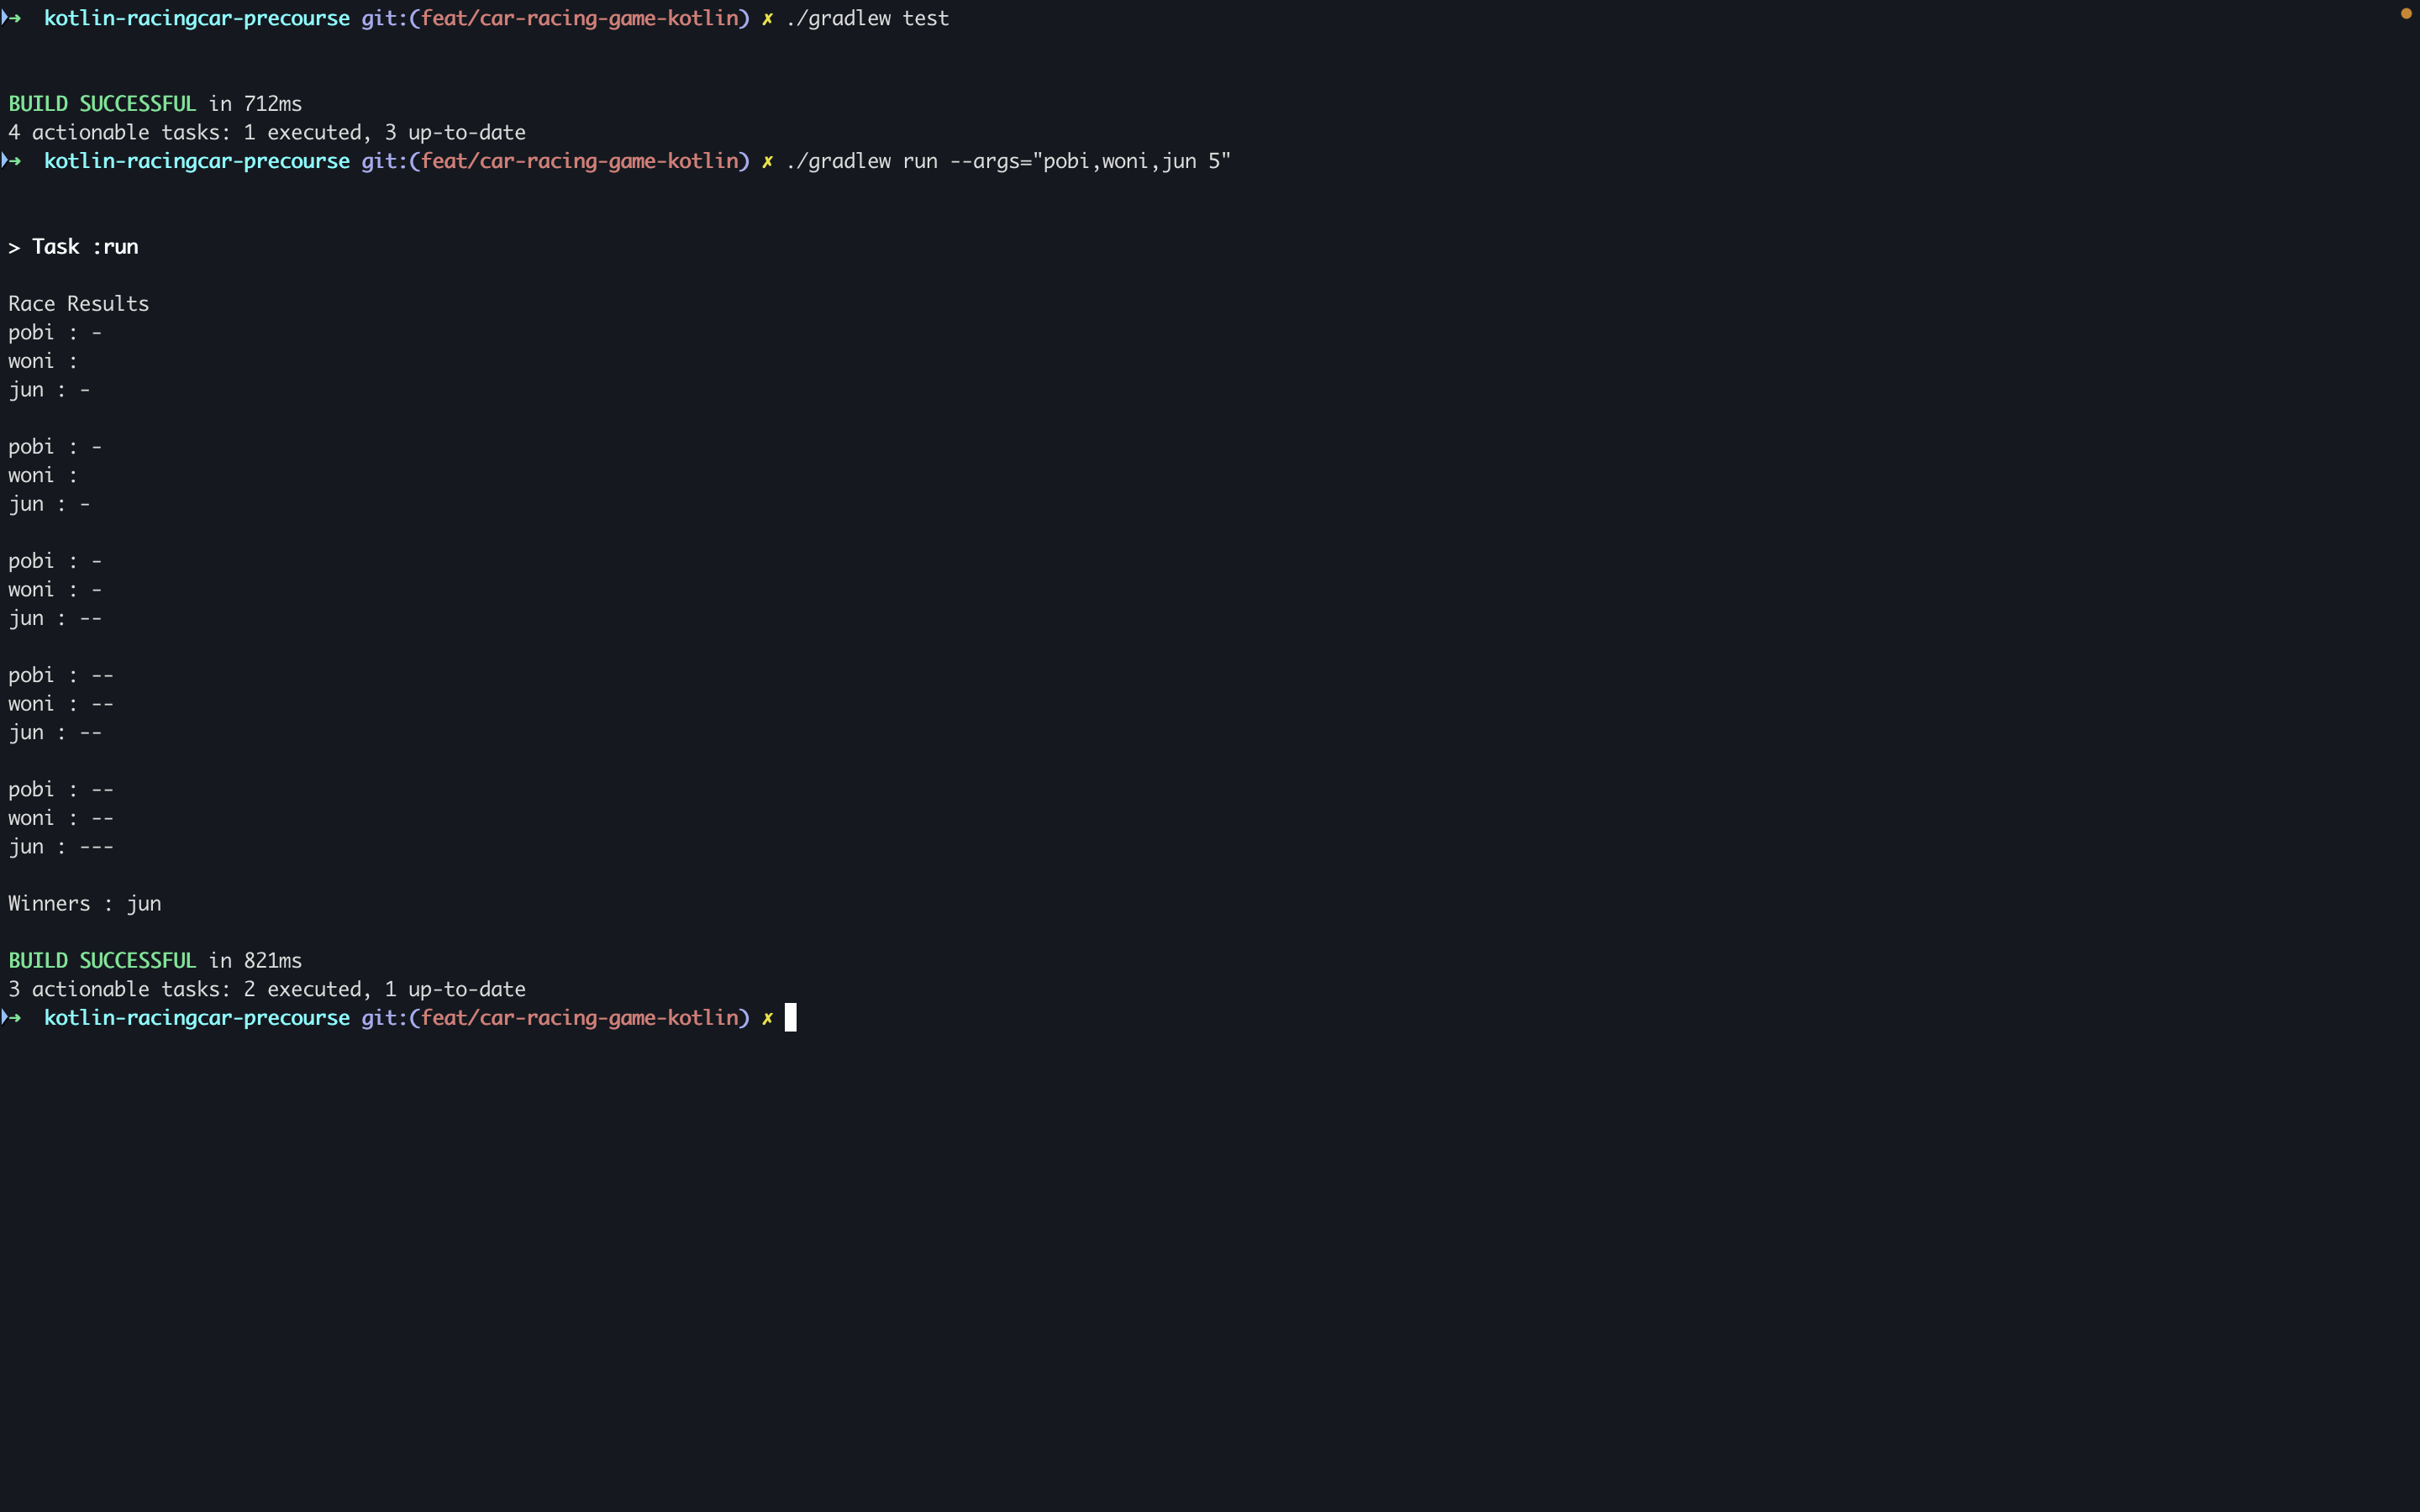 ➜  kotlin-racingcar-precourse git:(feat/car-racing-game-kotlin) ✗ ./gradlew test
BUILD SUCCESSFUL in 712ms
4 actionable tasks: 1 executed, 3 up-to-date
➜  kotlin-racingcar-precourse git:(feat/car-racing-game-kotlin) ✗ ./gradlew run --args="pobi,woni,jun 5"
> Task :run
Race Results
pobi : -
woni :
jun : -
pobi : -
woni :
jun : -
pobi : -
woni : -
jun : --
pobi : --
woni : --
jun : --
pobi : --
woni : --
jun : ---
Winners : jun
BUILD SUCCESSFUL in 821ms
3 actionable tasks: 2 executed, 1 up-to-date
➜  kotlin-racingcar-precourse git:(feat/car-racing-game-kotlin) ✗